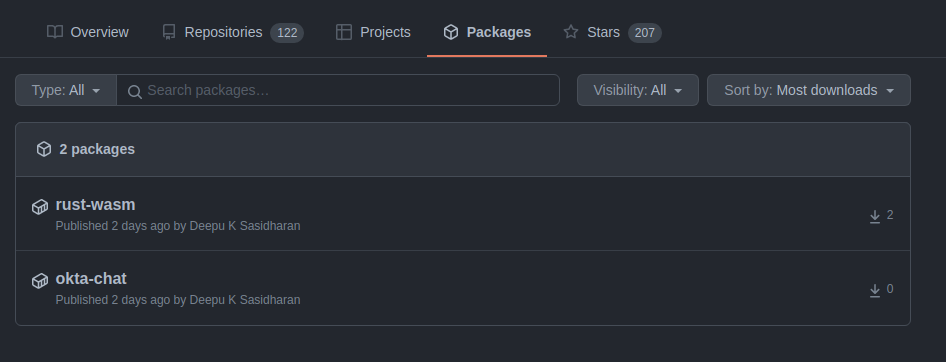 Overview Repositories 122 Projects Packages Stars 207
Type: All Search packages… Visibility: All Sort by: Most downloads
2 packages
rust-wasm
Published 2 days ago by Deepu K Sasidharan 2
okta-chat
Published 2 days ago by Deepu K Sasidharan 0